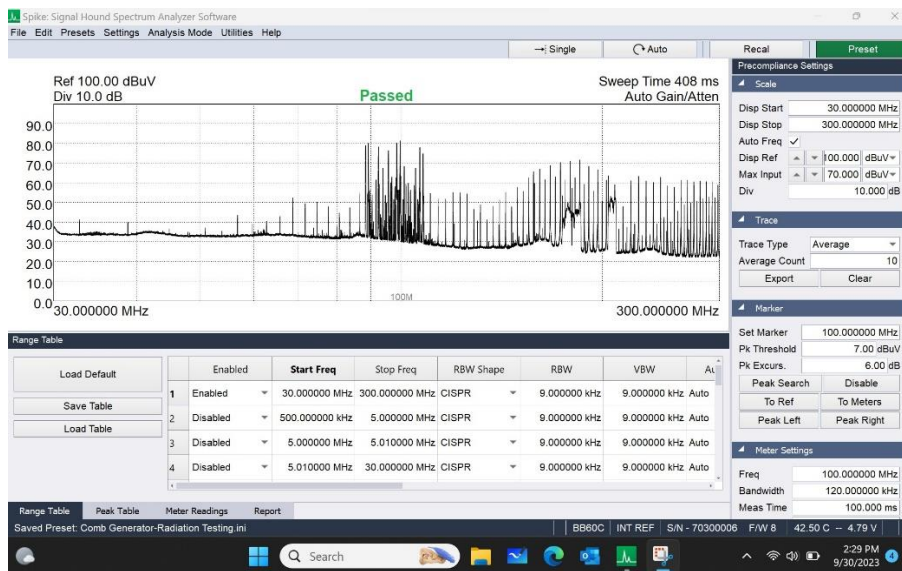 Spike: Signal Hound Spectrum Analyzer Software
File Edit Presets Settings Analysis Mode Utilities Help
Single Auto Recal Preset
Ref 100.00 dBuV
Div 10.0 dB
Passed
Sweep Time 408 ms
Auto Gain/Atten
90.0
80.0
70.0
60.0
50.0
40.0
30.0
20.0
10.0
0.0
100M
30.000000 MHz
300.000000 MHz
Precompliance Settings
Scale
Disp Start 30.000000 MHz
Disp Stop 300.000000 MHz
Auto Freq
Disp Ref 100.000 dBuV
Max Input 70.000 dBuV
Div 10.000 dB
Trace
Trace Type Average
Average Count 10
Export Clear
Marker
Set Marker 100.000000 MHz
Pk Threshold 7.00 dBuV
Pk Excurs. 6.00 dB
Peak Search Disable
To Ref To Meters
Peak Left Peak Right
Meter Settings
Freq 100.000000 MHz
Bandwidth 120.000000 kHz
Meas Time 100.000 ms
Range Table
Load Default
Save Table
Load Table
Enabled Start Freq Stop Freq RBW Shape RBW VBW
1 Enabled 30.000000 MHz 300.000000 MHz CISPR 9.000000 kHz 9.000000 kHz Auto
2 Disabled 500.000000 kHz 5.000000 MHz CISPR 9.000000 kHz 9.000000 kHz Auto
3 Disabled 5.000000 MHz 5.010000 MHz CISPR 9.000000 kHz 9.000000 kHz Auto
4 Disabled 5.010000 MHz 30.000000 MHz CISPR 9.000000 kHz 9.000000 kHz Auto
Range Table Peak Table Meter Readings Report
Saved Preset: Comb Generator-Radiation Testing.ini
BB60C INT REF S/N - 70300006 F/W 8 42.50 C -- 4.79 V
Search
2:29 PM
9/30/2023
4